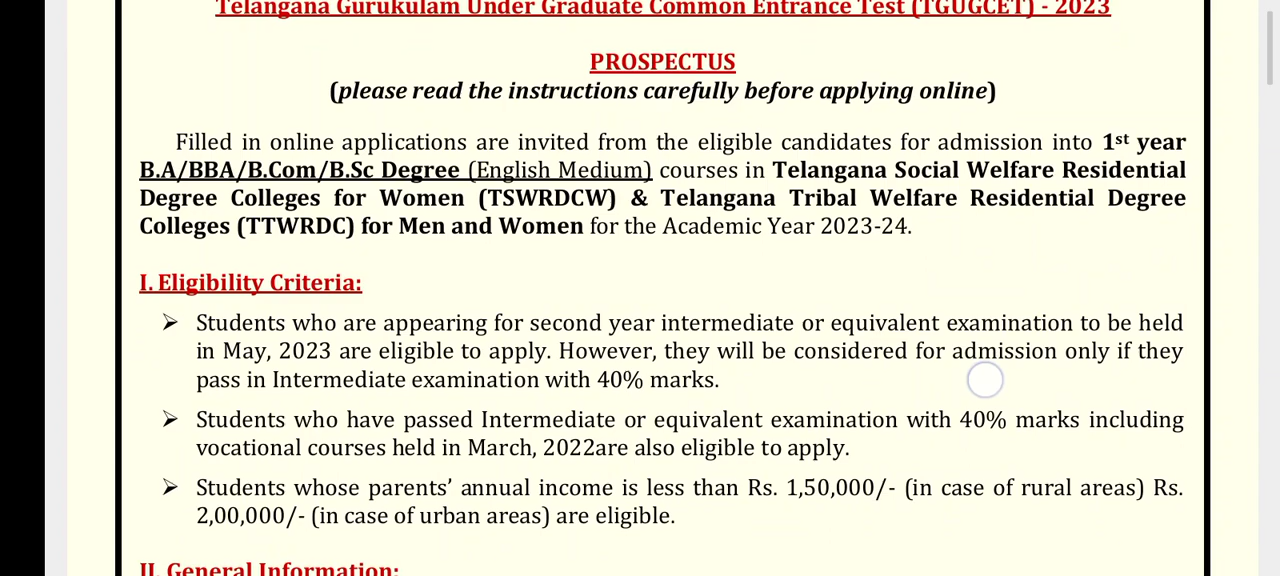 Telangana Gurukulam Under Graduate Common Entrance Test (TGUGCET) - 2023
PROSPECTUS
(please read the instructions carefully before applying online)
Filled in online applications are invited from the eligible candidates for admission into 1st year
B.A/BBA/B.Com/B.Sc Degree (English Medium) courses in Telangana Social Welfare Residential
Degree Colleges for Women (TSWRDCW) & Telangana Tribal Welfare Residential Degree
Colleges (TTWRDC) for Men and Women for the Academic Year 2023-24.
I. Eligibility Criteria:
➢ Students who are appearing for second year intermediate or equivalent examination to be held
in May, 2023 are eligible to apply. However, they will be considered for admission only if they
pass in Intermediate examination with 40% marks.
➢ Students who have passed Intermediate or equivalent examination with 40% marks including
vocational courses held in March, 2022are also eligible to apply.
➢ Students whose parents’ annual income is less than Rs. 1,50,000/- (in case of rural areas) Rs.
2,00,000/- (in case of urban areas) are eligible.
II. General Information: